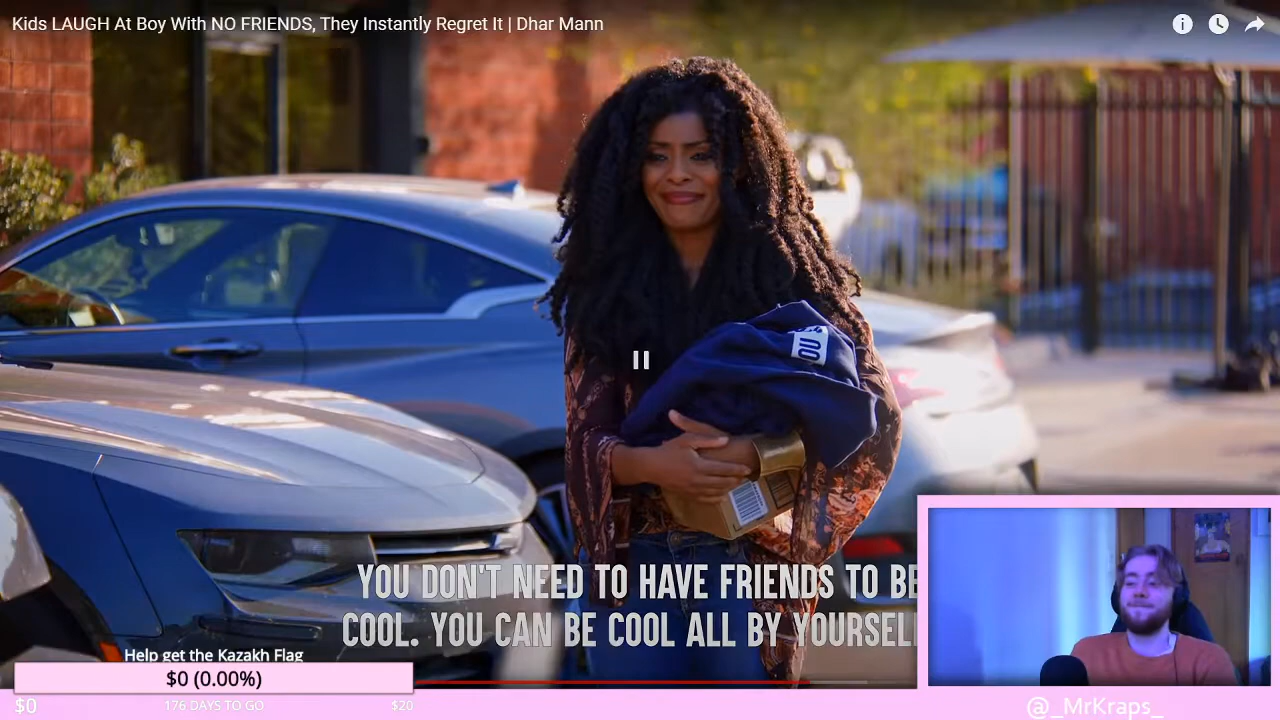 Kids LAUGH At Boy With NO FRIENDS, They Instantly Regret It | Dhar Mann
YOU DON'T NEED TO HAVE FRIENDS TO BE
COOL. YOU CAN BE COOL ALL BY YOURSEL
Help get the Kazakh Flag
$0 (0.00%)
$0 176 DAYS TO GO $20
@_MrKraps_